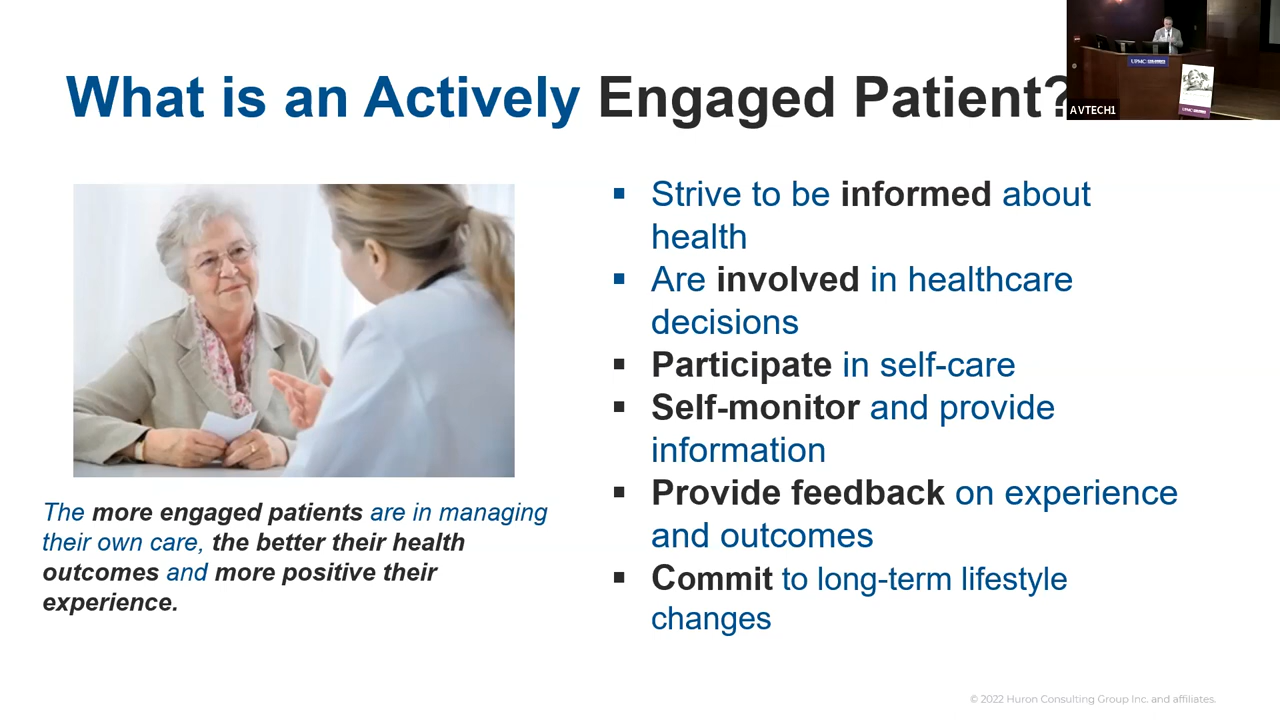 What is an Actively Engaged Patient?
AVTECH1
UPMC
Strive to be informed about
health
Are involved in healthcare
decisions
Participate in self-care
Self-monitor and provide
information
Provide feedback on experience
and outcomes
Commit to long-term lifestyle
changes
The more engaged patients are in managing
their own care, the better their health
outcomes and more positive their
experience.
© 2022 Huron Consulting Group Inc. and affiliates.